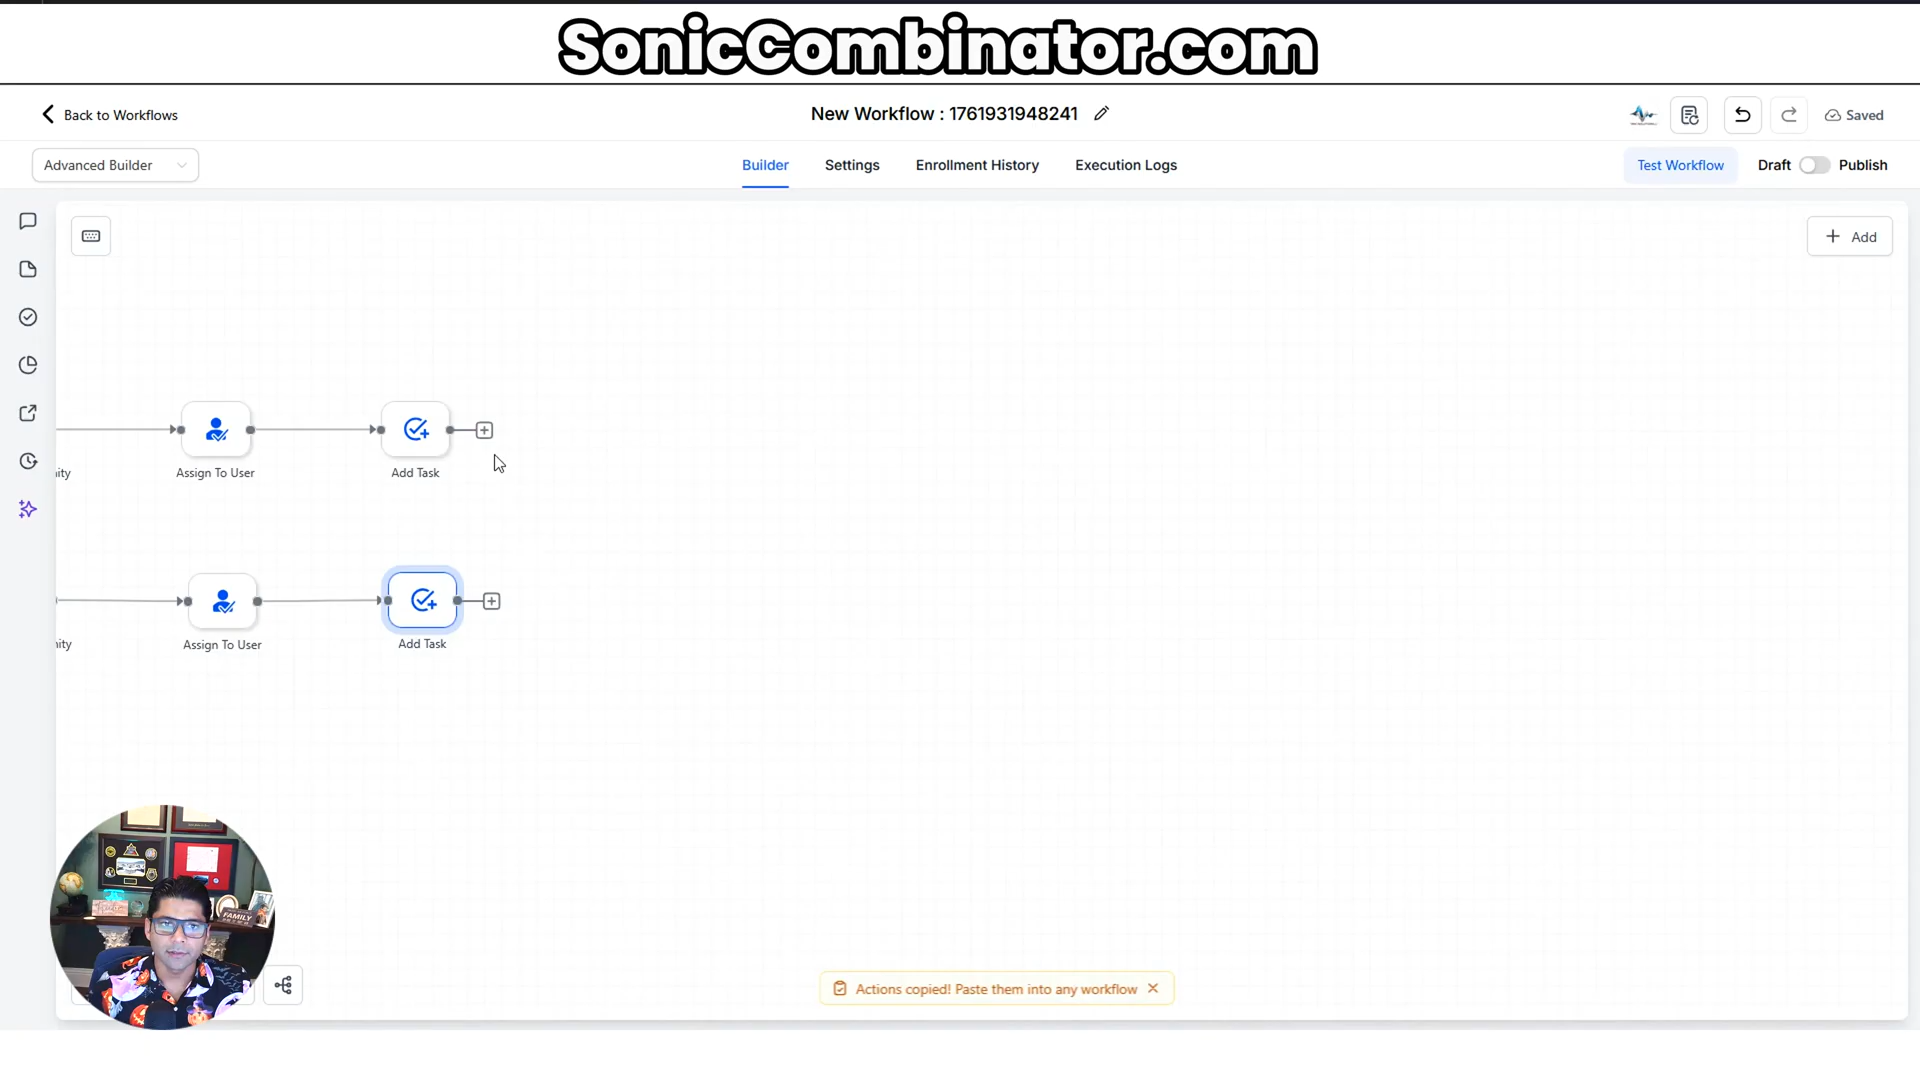 SonicCombinator.com
Back to Workflows
New Workflow : 1761931948241
Saved
Advanced Builder
Builder
Settings
Enrollment History
Execution Logs
Test Workflow
Draft
Publish
Add
Assign To User
Add Task
ity
Assign To User
Add Task
ity
FAMILY
Actions copied! Paste them into any workflow